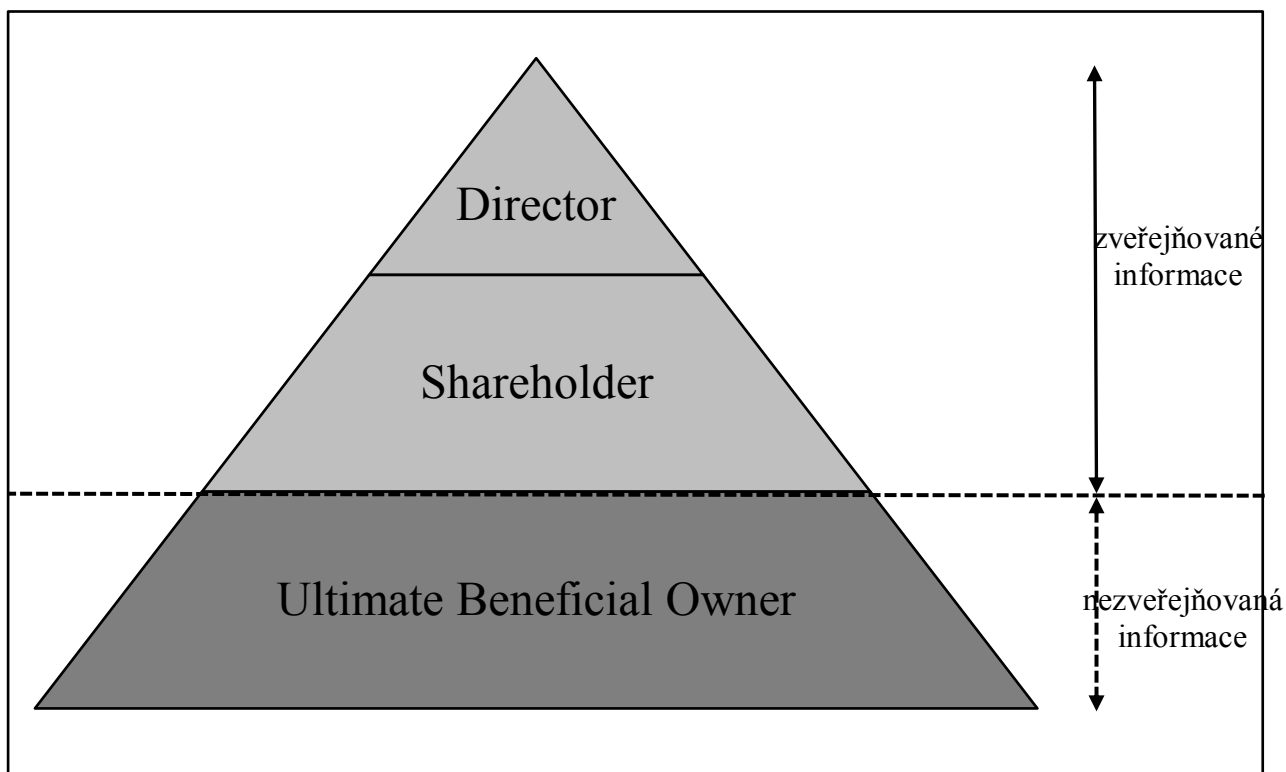 Director
zveřejňované
informace
Shareholder
Ultimate Beneficial Owner
nezveřejňovaná
informace